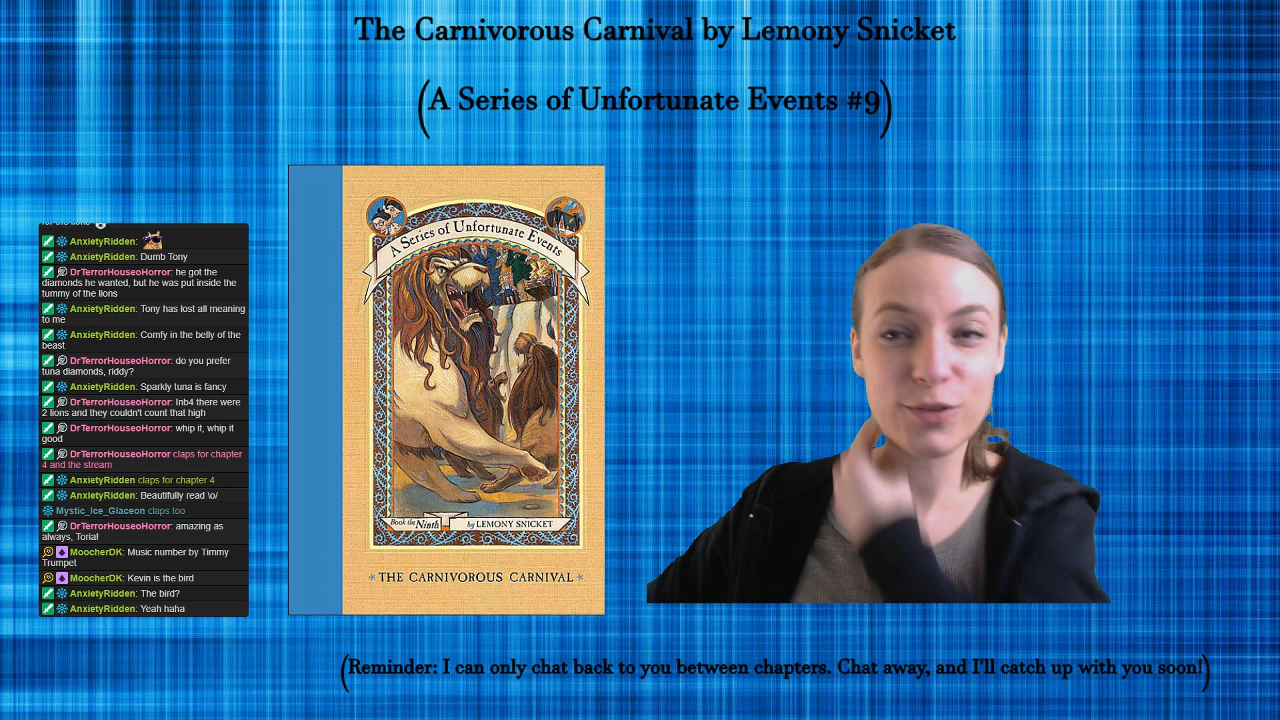 The Carnivorous Carnival by Lemony Snicket
(A Series of Unfortunate Events #9)
AnxietyRidden:
AnxietyRidden: Dumb Tony
DrTerrorHouseoHorror: he got the
diamonds he wanted, but he was put inside the
tummy of the lions
AnxietyRidden: Tony has lost all meaning
to me
AnxietyRidden: Comfy in the belly of the
beast
DrTerrorHouseoHorror: do you prefer
tuna diamonds, riddy?
AnxietyRidden: Sparkly tuna is fancy
DrTerrorHouseoHorror: Inb4 there were
2 lions and they couldn't count that high
DrTerrorHouseoHorror: whip it, whip it
good
DrTerrorHouseoHorror claps for chapter
4 and the stream
AnxietyRidden claps for chapter 4
AnxietyRidden: Beautifully read \o/
Mystic_Ice_Glaceon claps too
DrTerrorHouseoHorror: amazing as
always, Toria!
MoocherDK: Music number by Timmy
Trumpet
MoocherDK: Kevin is the bird
AnxietyRidden: The bird?
AnxietyRidden: Yeah haha
A Series of Unfortunate Events
Book the Ninth by LEMONY SNICKET
* THE CARNIVOROUS CARNIVAL *
(Reminder: I can only chat back to you between chapters. Chat away, and I'll catch up with you soon!)